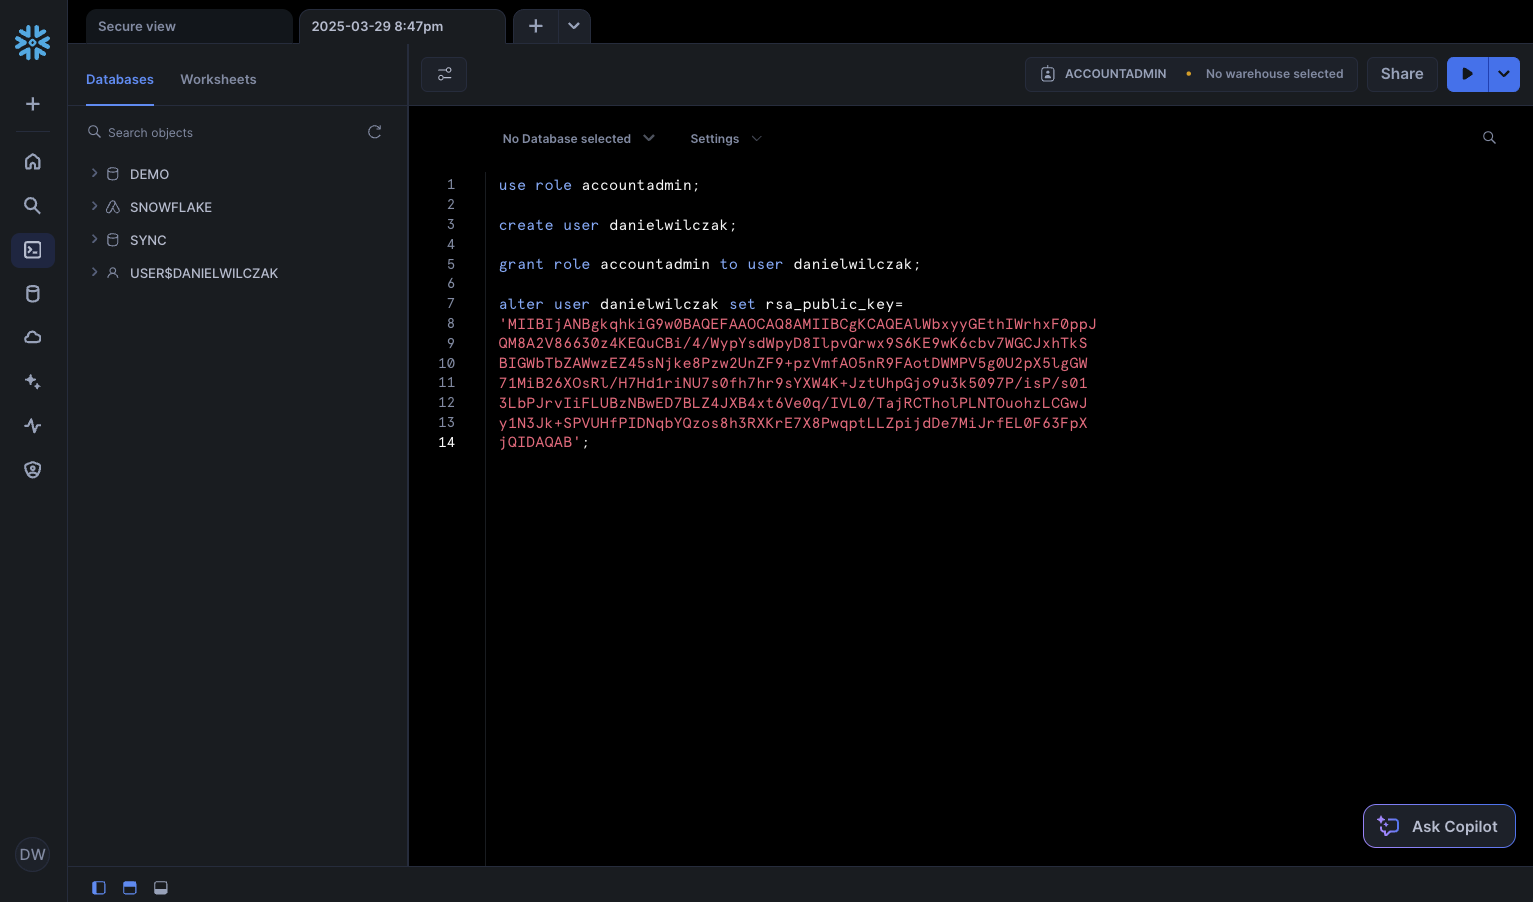 Secure view
2025-03-29 8:47pm
Databases
Worksheets
ACCOUNTADMIN
No warehouse selected
Share
Search objects
No Database selected
Settings
DEMO
SNOWFLAKE
SYNC
USER$DANIELWILCZAK
1 use role accountadmin;
2
3 create user danielwilczak;
4
5 grant role accountadmin to user danielwilczak;
6
7 alter user danielwilczak set rsa_public_key=
8 'MIIBIjANBgkqhkiG9w0BAQEFAAOCAQ8AMIIBCgKCAQEAlWbxyyGEthIWrhxF0ppJ
9 QM8A2V86630z4KEQuCBi/4/WypYsdWpyD8IlpvQrwx9S6KE9wK6cbv7WGCJxhTkS
10 BIGWbTbZAWwzEZ45sNjke8Pzw2UnZF9+pzVmfAO5nR9FAotDWMPV5g0U2pX5lgGW
11 71MiB26XOsRl/H7Hd1riNU7s0fh7hr9sYXW4K+JztUhpGjo9u3k5097P/isP/s01
12 3LbPJrvIiFLUBzNBwED7BLZ4JXB4xt6Ve0q/IVL0/TajRCTholPLNTOuohzLCGwJ
13 y1N3Jk+SPVUHfPIDNqbYQzos8h3RXKrE7X8PwqptLLZpijdDe7MiJrfEL0F63FpX
14 jQIDAQAB';
Ask Copilot
DW